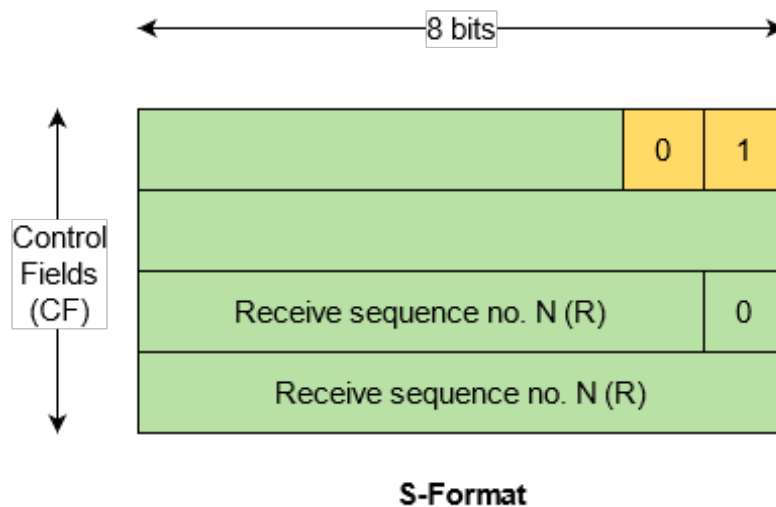 8 bits
0 1
Control
Fields
(CF)
Receive sequence no. N (R) 0
Receive sequence no. N (R)
S-Format